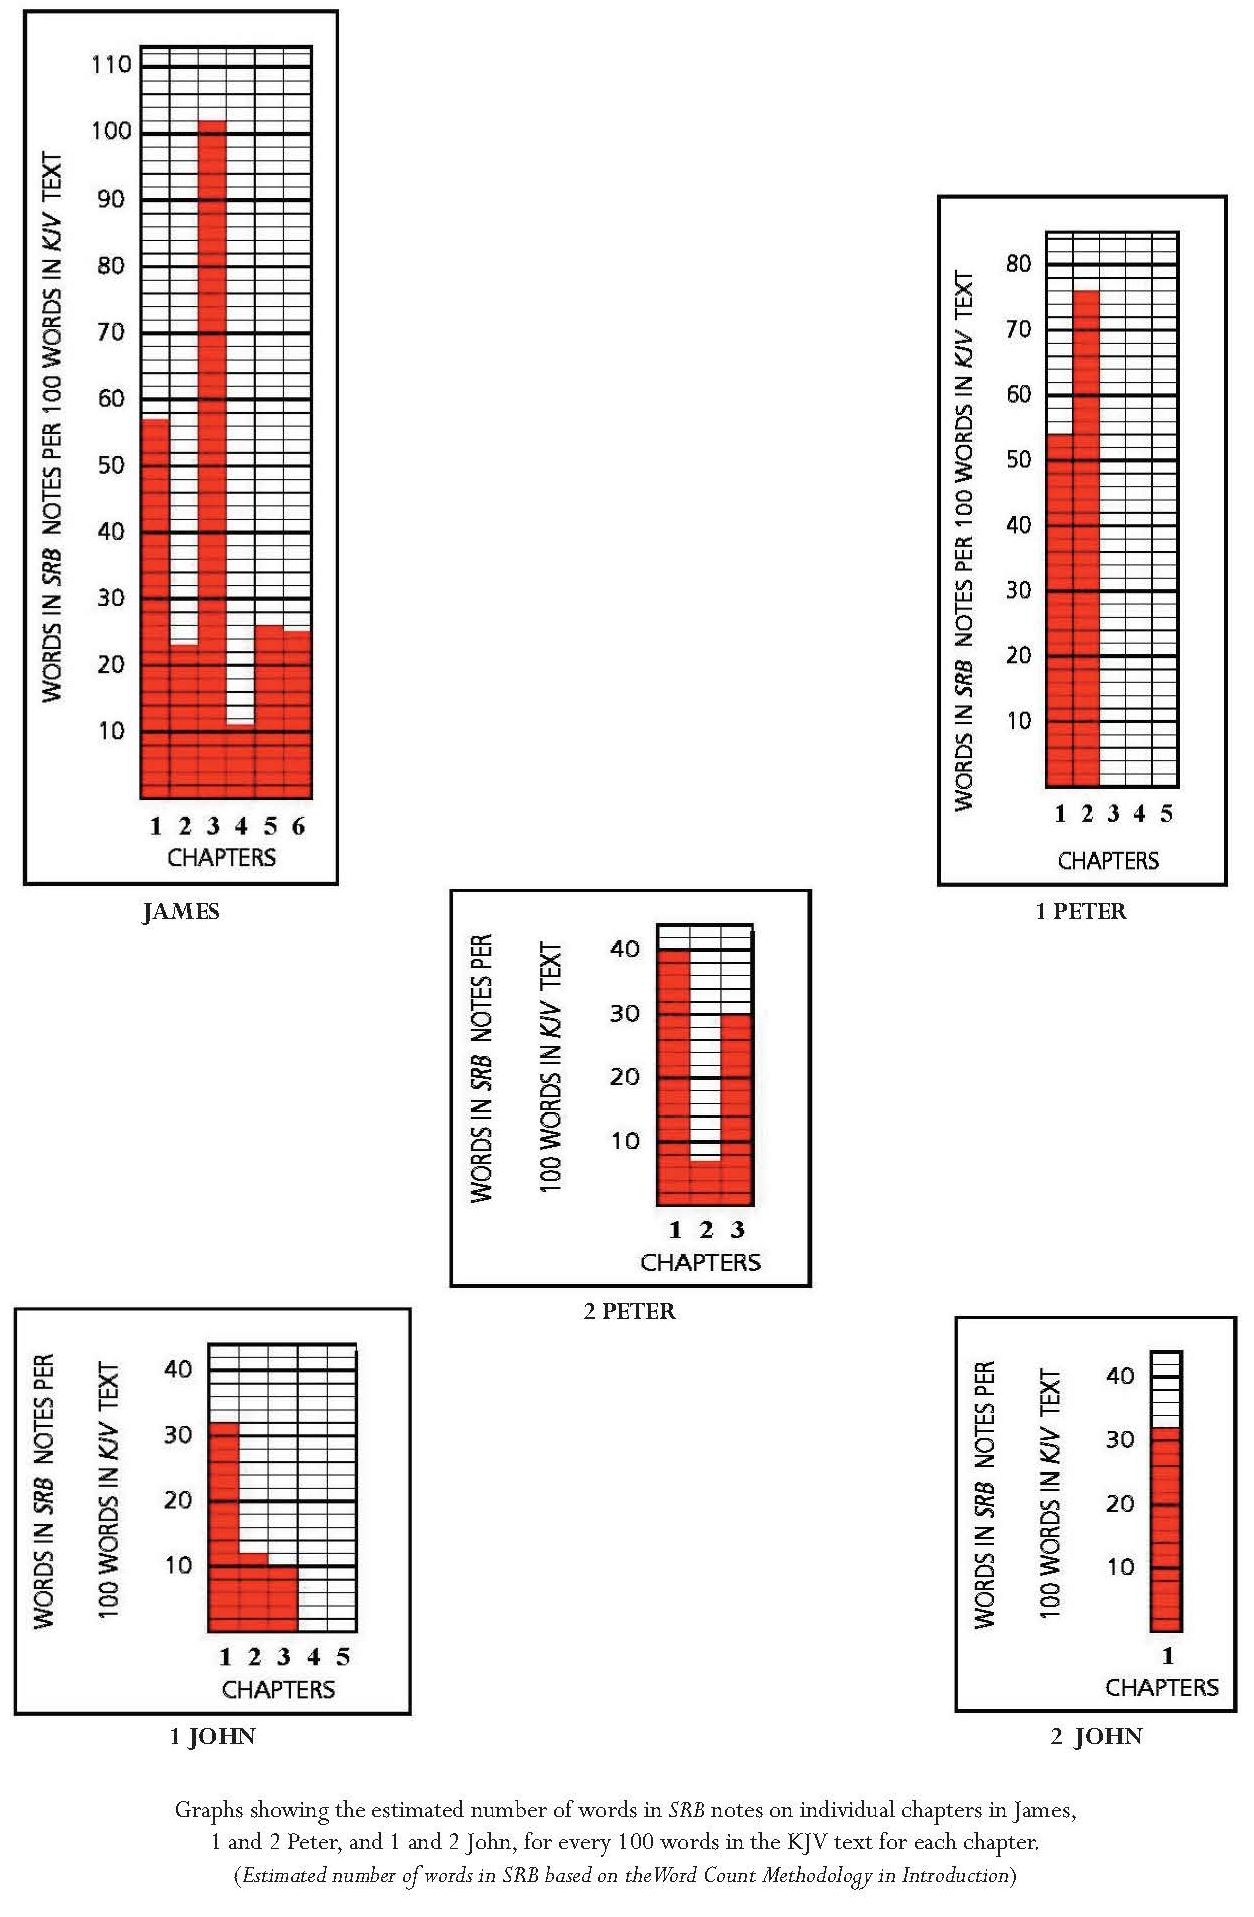 WORDS IN SRB NOTES PER 100 WORDS IN KJV TEXT
110
100
90
80
70
60
50
40
30
20
10
1 2 3 4 5 6
CHAPTERS
JAMES
WORDS IN SRB NOTES PER 100 WORDS IN KJV TEXT
80
70
60
50
40
30
20
10
1 2 3 4 5
CHAPTERS
1 PETER
WORDS IN SRB NOTES PER
100 WORDS IN KJV TEXT
40
30
20
10
1 2 3
CHAPTERS
2 PETER
WORDS IN SRB NOTES PER
100 WORDS IN KJV TEXT
40
30
20
10
1 2 3 4 5
CHAPTERS
1 JOHN
WORDS IN SRB NOTES PER
100 WORDS IN KJV TEXT
40
30
20
10
1
CHAPTERS
2 JOHN
Graphs showing the estimated number of words in SRB notes on individual chapters in James,
1 and 2 Peter, and 1 and 2 John, for every 100 words in the KJV text for each chapter.
(Estimated number of words in SRB based on theWord Count Methodology in Introduction)